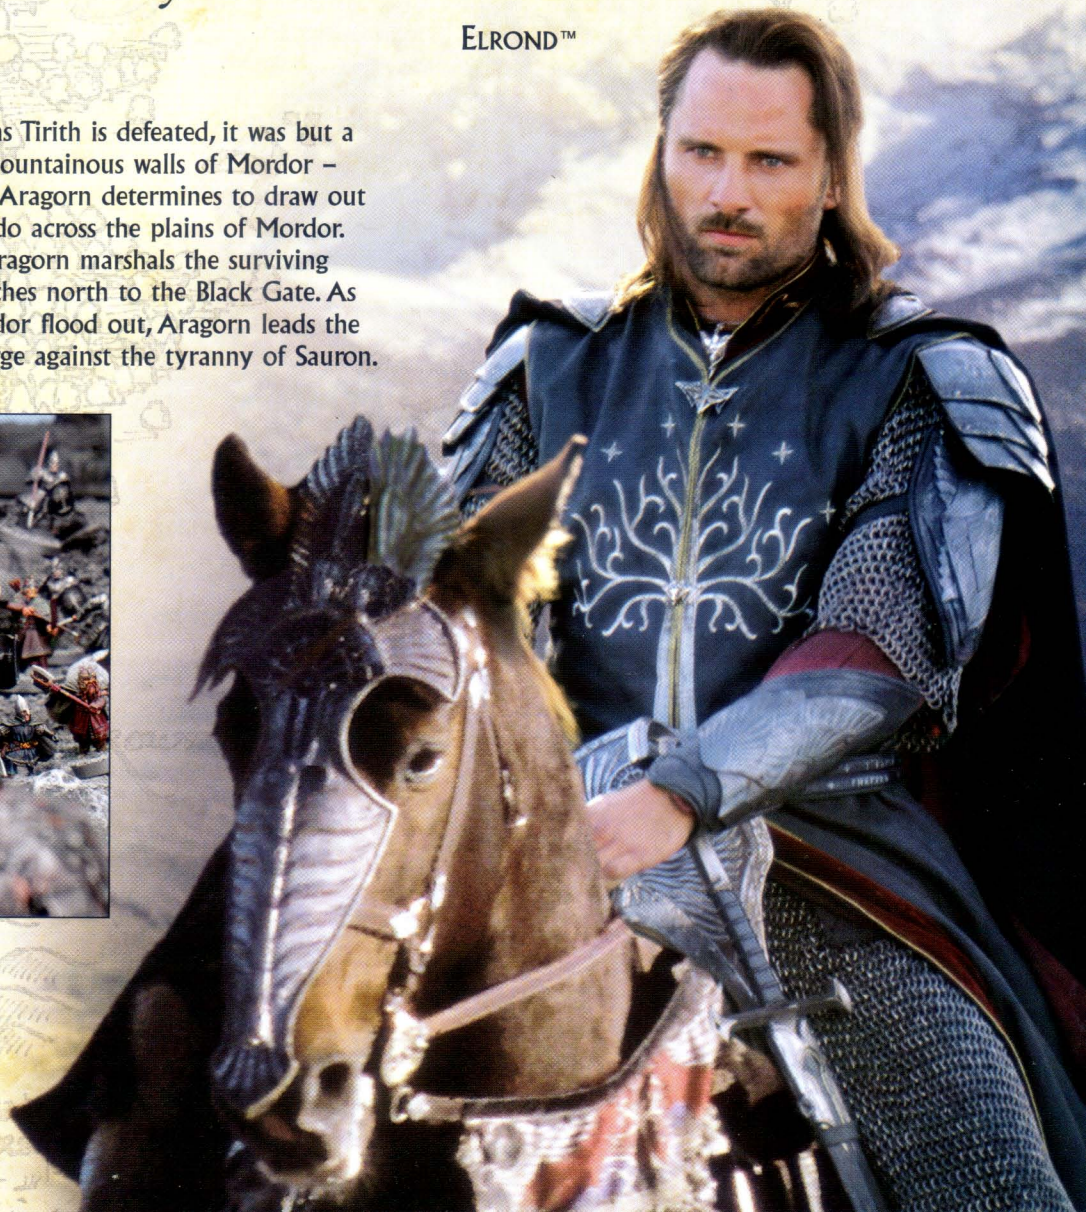 ELROND™
s Tirith is defeated, it was but a
ountainous walls of Mordor –
Aragorn determines to draw out
do across the plains of Mordor.
ragorn marshals the surviving
ches north to the Black Gate. As
dor flood out, Aragorn leads the
ge against the tyranny of Sauron.